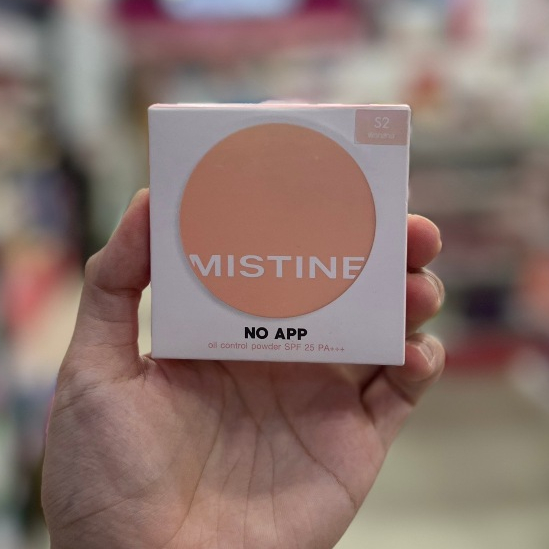 S2
MISTINE
NO APP
oil control powder SPF 25 PA+++